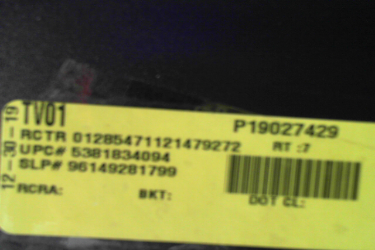 12-30-19
TV01 P19027429
RCTR 012854711121479272 RT :7
UPC# 5381834094
SLP# 96149281799
RCRA: BKT: DOT CL: